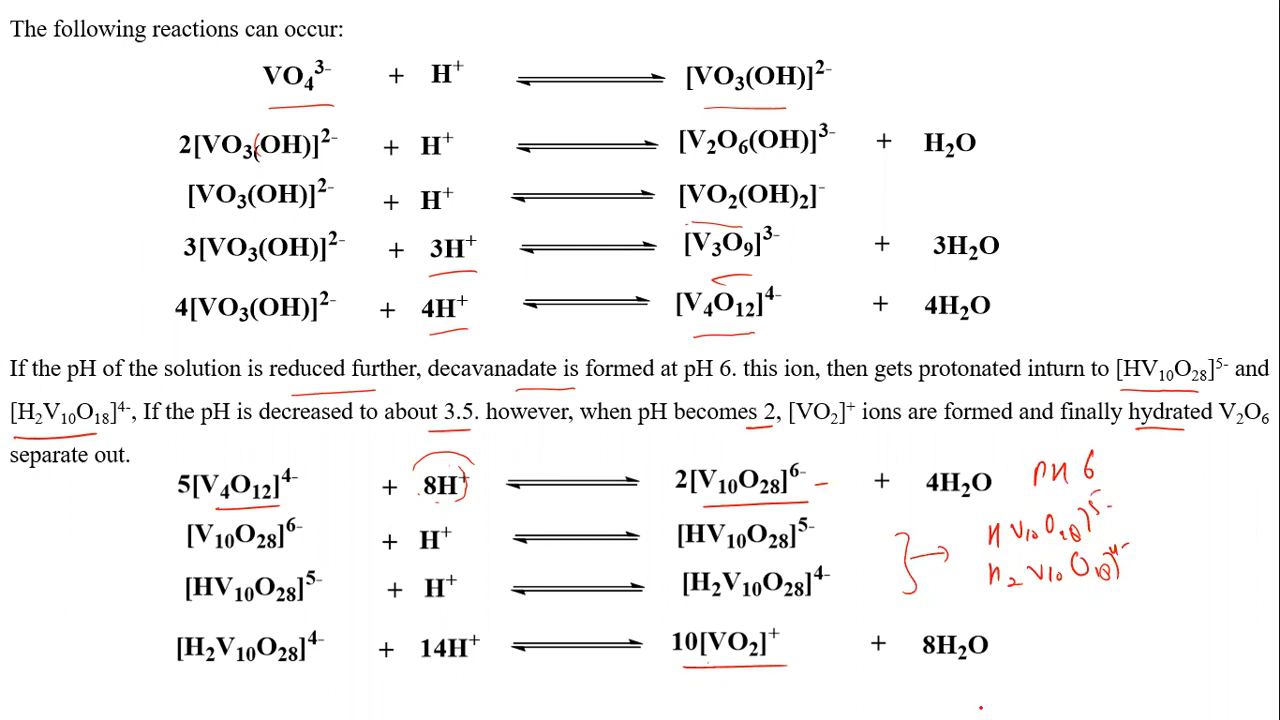 The following reactions can occur:
VO₄³⁻ + H⁺ ⇌ [VO₃(OH)]²⁻
2[VO₃(OH)]²⁻ + H⁺ ⇌ [V₂O₆(OH)]³⁻ + H₂O
[VO₃(OH)]²⁻ + H⁺ ⇌ [VO₂(OH)₂]⁻
3[VO₃(OH)]²⁻ + 3H⁺ ⇌ [V₃O₉]³⁻ + 3H₂O
4[VO₃(OH)]²⁻ + 4H⁺ ⇌ [V₄O₁₂]⁴⁻ + 4H₂O
If the pH of the solution is reduced further, decavanadate is formed at pH 6. this ion, then gets protonated inturn to [HV₁₀O₂₈]⁵⁻ and
[H₂V₁₀O₁₈]⁴⁻, If the pH is decreased to about 3.5. however, when pH becomes 2, [VO₂]⁺ ions are formed and finally hydrated V₂O₆
separate out.
5[V₄O₁₂]⁴⁻ + 8H⁺ ⇌ 2[V₁₀O₂₈]⁶⁻ + 4H₂O pH 6
[V₁₀O₂₈]⁶⁻ + H⁺ ⇌ [HV₁₀O₂₈]⁵⁻ H V₁₀O₂₈]⁵⁻
[HV₁₀O₂₈]⁵⁻ + H⁺ ⇌ [H₂V₁₀O₂₈]⁴⁻ H₂V₁₀O₁₈]⁴⁻
[H₂V₁₀O₂₈]⁴⁻ + 14H⁺ ⇌ 10[VO₂]⁺ + 8H₂O